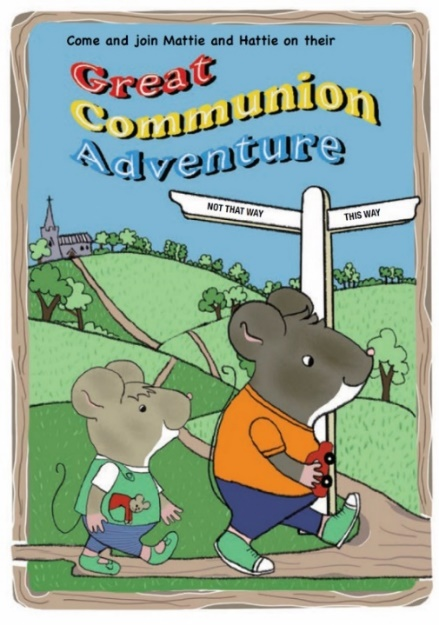 Come and join Mattie and Hattie on their
Great
Communion
Adventure
NOT THAT WAY
THIS WAY